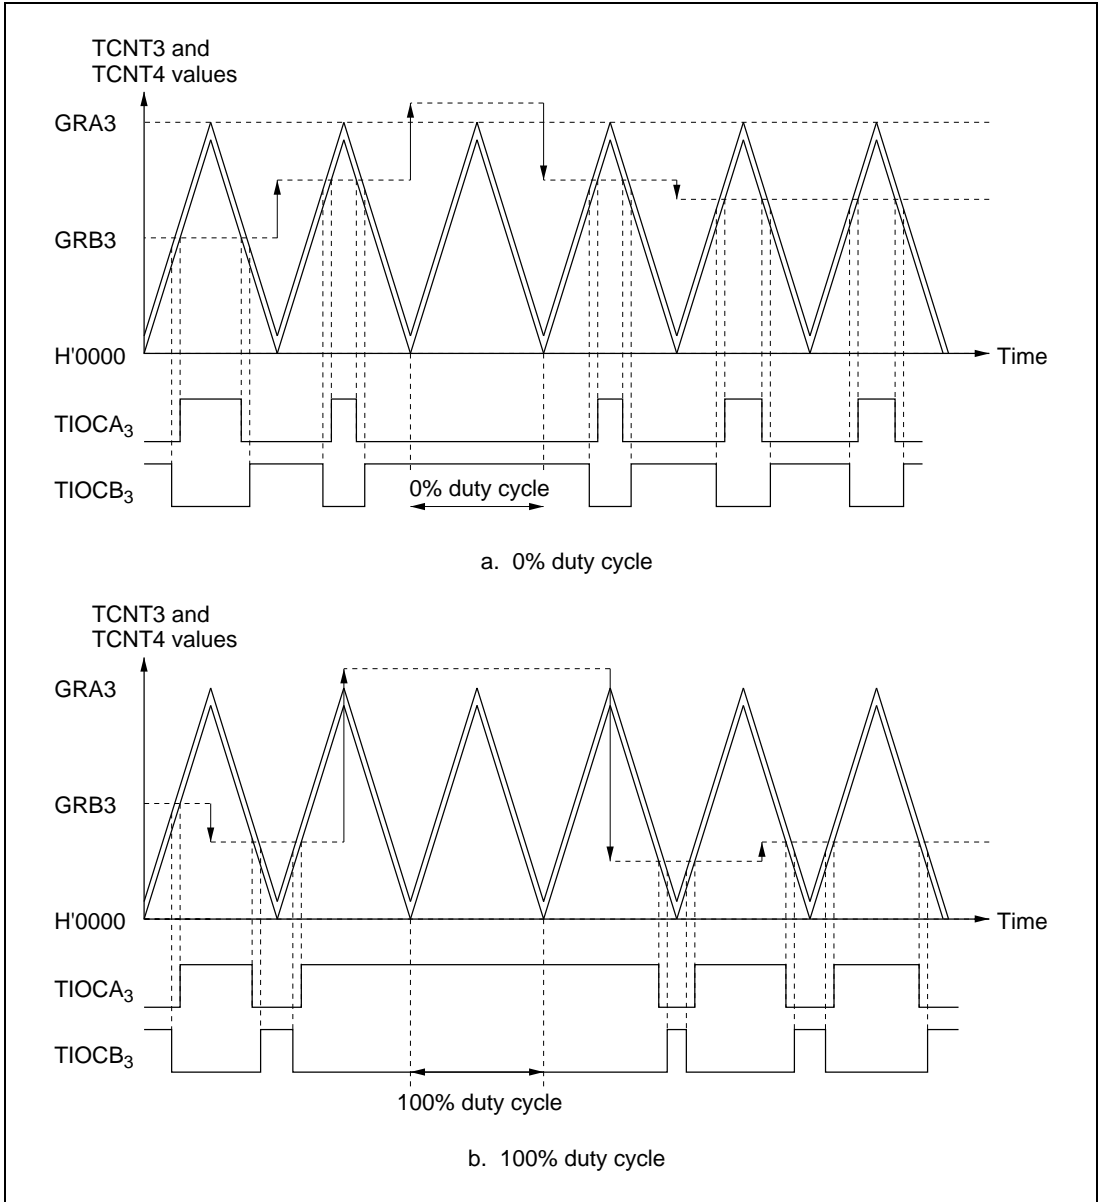 TCNT3 and
TCNT4 values
GRA3
GRB3
H'0000
Time
TIOCA3
TIOCB3
0% duty cycle
a. 0% duty cycle
TCNT3 and
TCNT4 values
GRA3
GRB3
H'0000
Time
TIOCA3
TIOCB3
100% duty cycle
b. 100% duty cycle